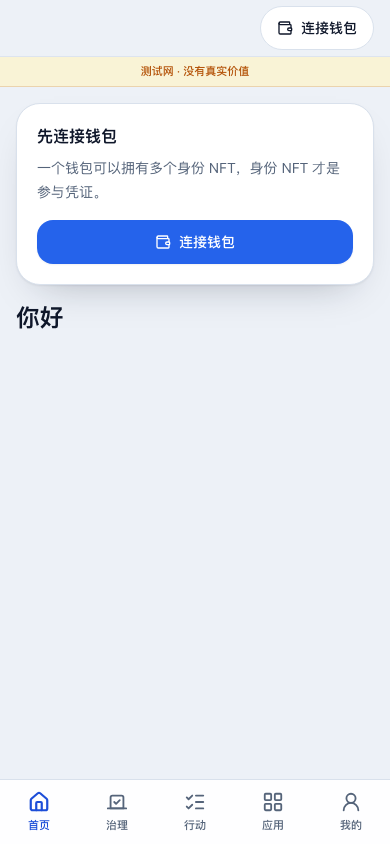 连接钱包
测试网 · 没有真实价值
先连接钱包
一个钱包可以拥有多个身份 NFT，身份 NFT 才是
参与凭证。
连接钱包
你好
首页
治理
行动
应用
我的